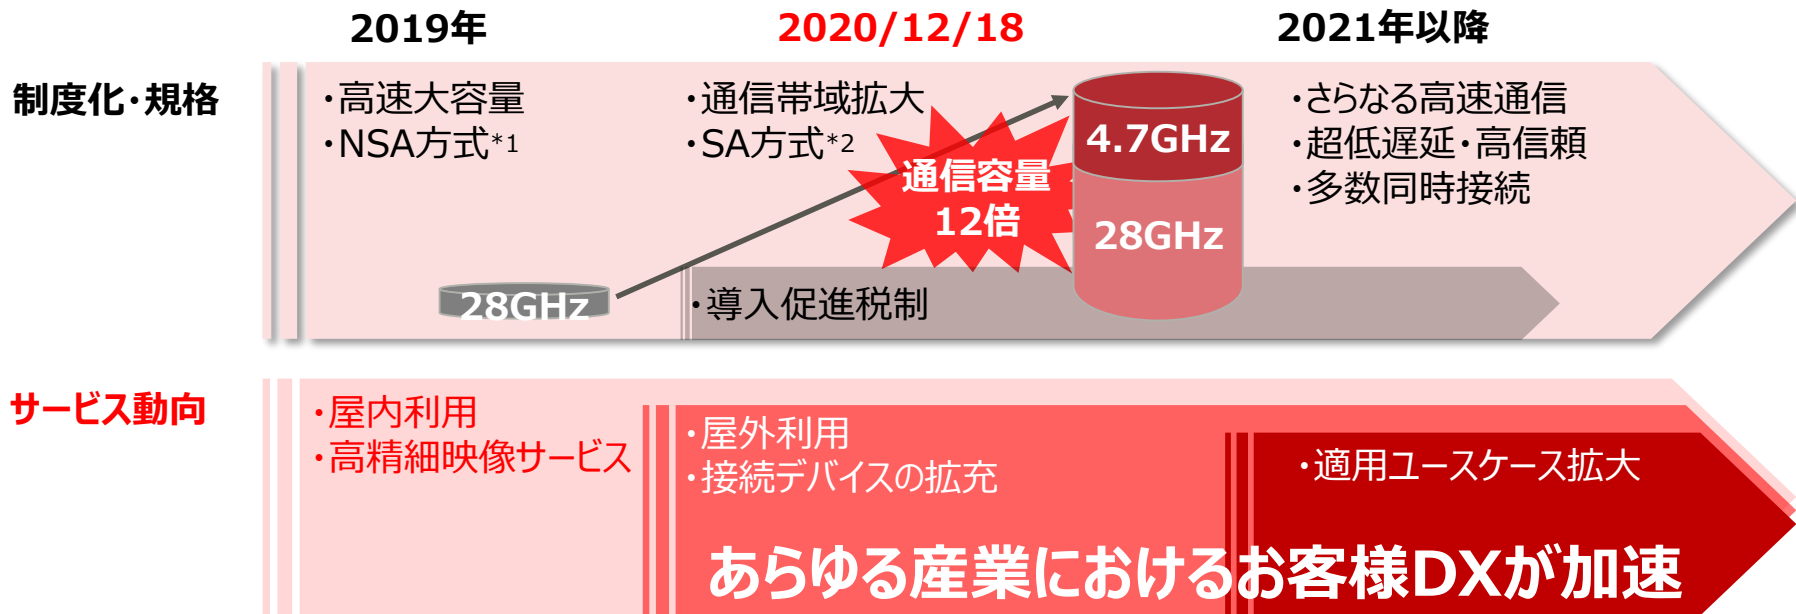 2019年
2020/12/18
2021年以降
制度化・規格
・高速大容量
・NSA方式*1
・通信帯域拡大
・SA方式*2
通信容量
12倍
4.7GHz
28GHz
・さらなる高速通信
・超低遅延・高信頼
・多数同時接続
28GHz
・導入促進税制
サービス動向
・屋内利用
・高精細映像サービス
・屋外利用
・接続デバイスの拡充
・適用ユースケース拡大
あらゆる産業におけるお客様DXが加速